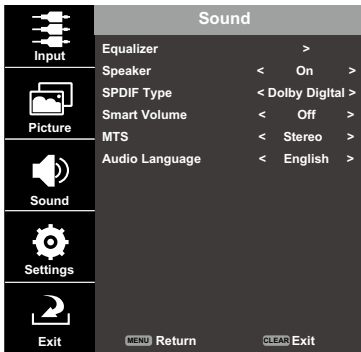 Sound
Input
Picture
Sound
Settings
Exit
Equalizer >
Speaker < On >
SPDIF Type < Dolby DigItal >
Smart Volume < Off >
MTS < Stereo >
Audio Language < English >
MENU Return CLEAR Exit